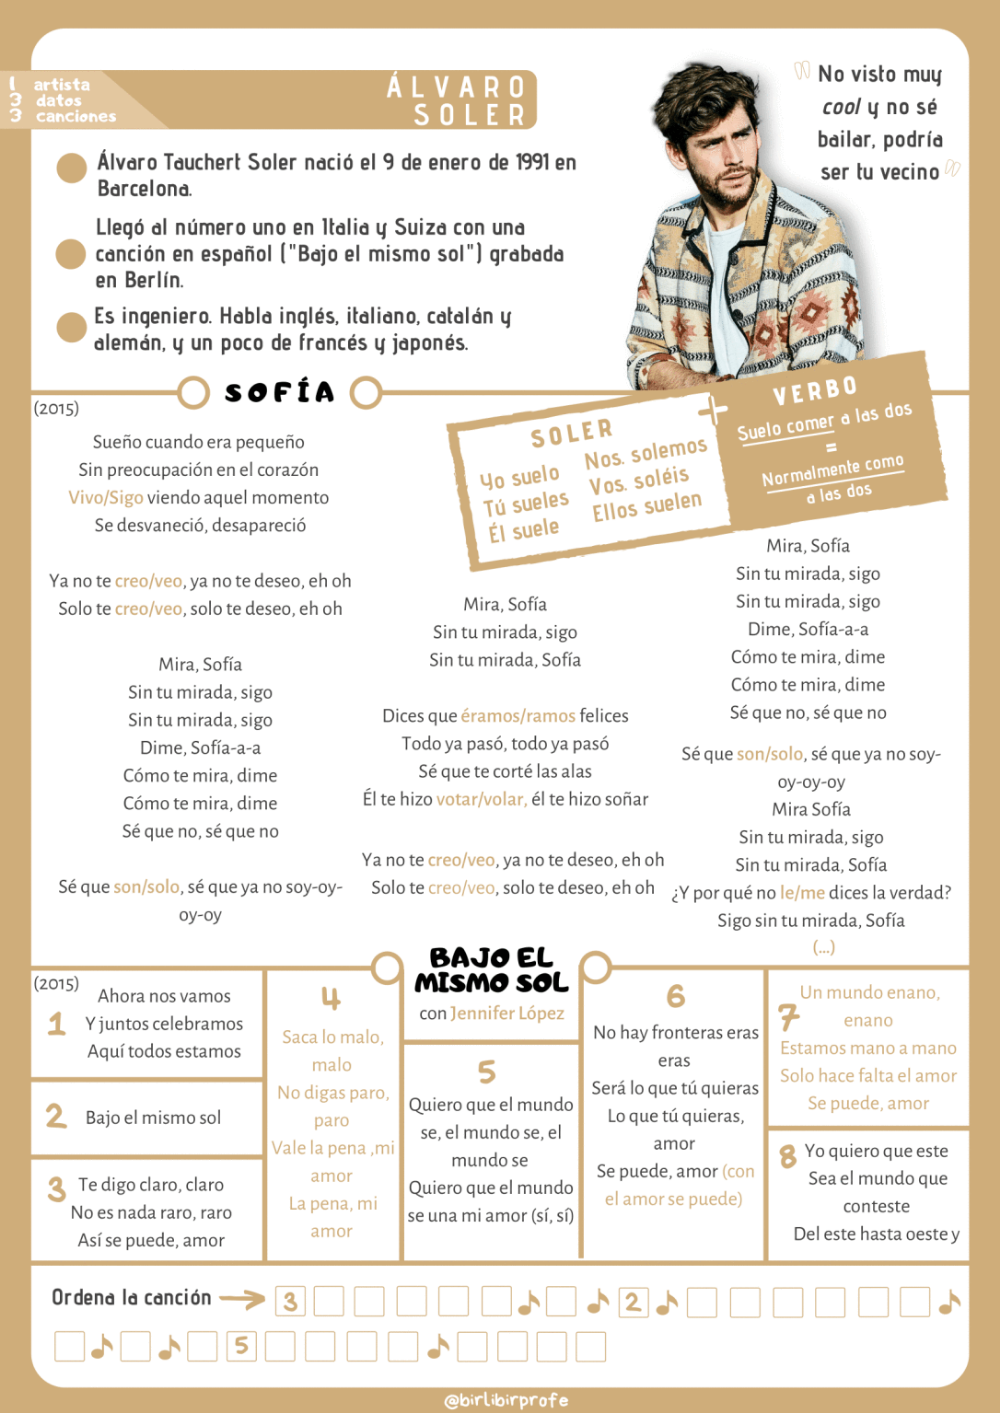 1 artista
3 datos
3 canciones
ÁLVARO
SOLER
"No visto muy
cool y no sé
bailar, podría
ser tu vecino"
Álvaro Tauchert Soler nació el 9 de enero de 1991 en
Barcelona.
Llegó al número uno en Italia y Suiza con una
canción en español ("Bajo el mismo sol") grabada
en Berlín.
Es ingeniero. Habla inglés, italiano, catalán y
alemán, y un poco de francés y japonés.
SOFÍA
(2015)
Sueño cuando era pequeño
Sin preocupación en el corazón
Vivo/Sigo viendo aquel momento
Se desvaneció, desapareció
Ya no te creo/veo, ya no te deseo, eh oh
Solo te creo/veo, solo te deseo, eh oh
Mira, Sofía
Sin tu mirada, sigo
Sin tu mirada, sigo
Dime, Sofía-a-a
Cómo te mira, dime
Cómo te mira, dime
Sé que no, sé que no
Sé que son/solo, sé que ya no soy-oy-
oy-oy
SOLER
Yo suelo
Tú sueles
Él suele
Nos. solemos
Vos. soléis
Ellos suelen
+
VERBO
Suelo comer a las dos
=
Normalmente como
a las dos
Mira, Sofía
Sin tu mirada, sigo
Sin tu mirada, Sofía
Dices que éramos/ramos felices
Todo ya pasó, todo ya pasó
Sé que te corté las alas
Él te hizo votar/volar, él te hizo soñar
Ya no te creo/veo, ya no te deseo, eh oh
Solo te creo/veo, solo te deseo, eh oh
Mira, Sofía
Sin tu mirada, sigo
Sin tu mirada, sigo
Dime, Sofía-a-a
Cómo te mira, dime
Cómo te mira, dime
Sé que no, sé que no
Sé que son/solo, sé que ya no soy-
oy-oy-oy
Mira Sofía
Sin tu mirada, sigo
Sin tu mirada, Sofía
¿Y por qué no le/me dices la verdad?
Sigo sin tu mirada, Sofía
(...)
BAJO EL
MISMO SOL
con Jennifer López
(2015)
1
Ahora nos vamos
Y juntos celebramos
Aquí todos estamos
2
Bajo el mismo sol
3
Te digo claro, claro
No es nada raro, raro
Así se puede, amor
4
Saca lo malo,
malo
No digas paro,
paro
Vale la pena ,mi
amor
La pena, mi
amor
5
Quiero que el mundo
se, el mundo se, el
mundo se
Quiero que el mundo
se una mi amor (sí, sí)
6
No hay fronteras eras
eras
Será lo que tú quieras
Lo que tú quieras,
amor
Se puede, amor (con
el amor se puede)
7
Un mundo enano,
enano
Estamos mano a mano
Solo hace falta el amor
Se puede, amor
8
Yo quiero que este
Sea el mundo que
conteste
Del este hasta oeste y
Ordena la canción
3
2
5
@birlibirprofe